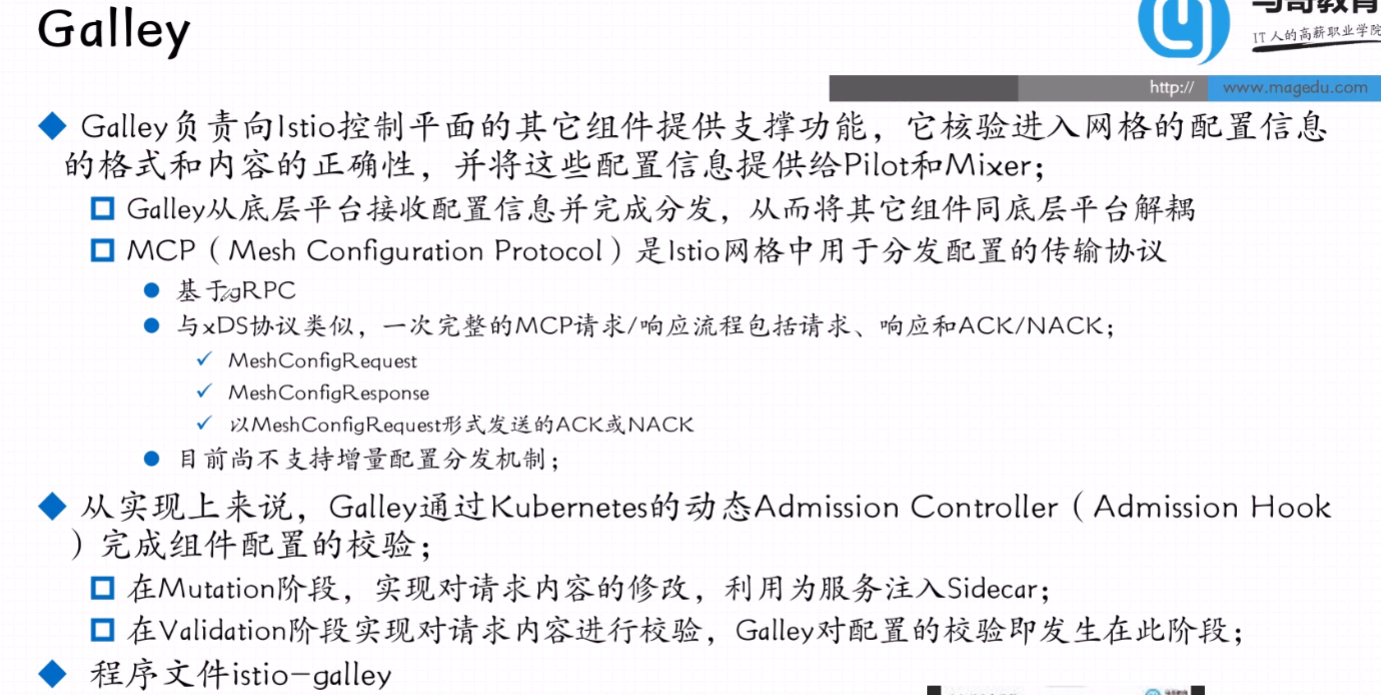 Galley
马哥教育
IT人的高薪职业学院
http://
www.magedu.com
Galley负责向Istio控制平面的其它组件提供支撑功能，它核验进入网格的配置信息
的格式和内容的正确性，并将这些配置信息提供给Pilot和Mixer；
Galley从底层平台接收配置信息并完成分发，从而将其它组件同底层平台解耦
MCP（Mesh Configuration Protocol）是Istio网格中用于分发配置的传输协议
基于gRPC
与xDS协议类似，一次完整的MCP请求/响应流程包括请求、响应和ACK/NACK；
MeshConfigRequest
MeshConfigResponse
以MeshConfigRequest形式发送的ACK或NACK
目前尚不支持增量配置分发机制；
从实现上来说，Galley通过Kubernetes的动态Admission Controller（Admission Hook
）完成组件配置的校验；
在Mutation阶段，实现对请求内容的修改，利用为服务注入Sidecar；
在Validation阶段实现对请求内容进行校验，Galley对配置的校验即发生在此阶段；
程序文件istio-galley